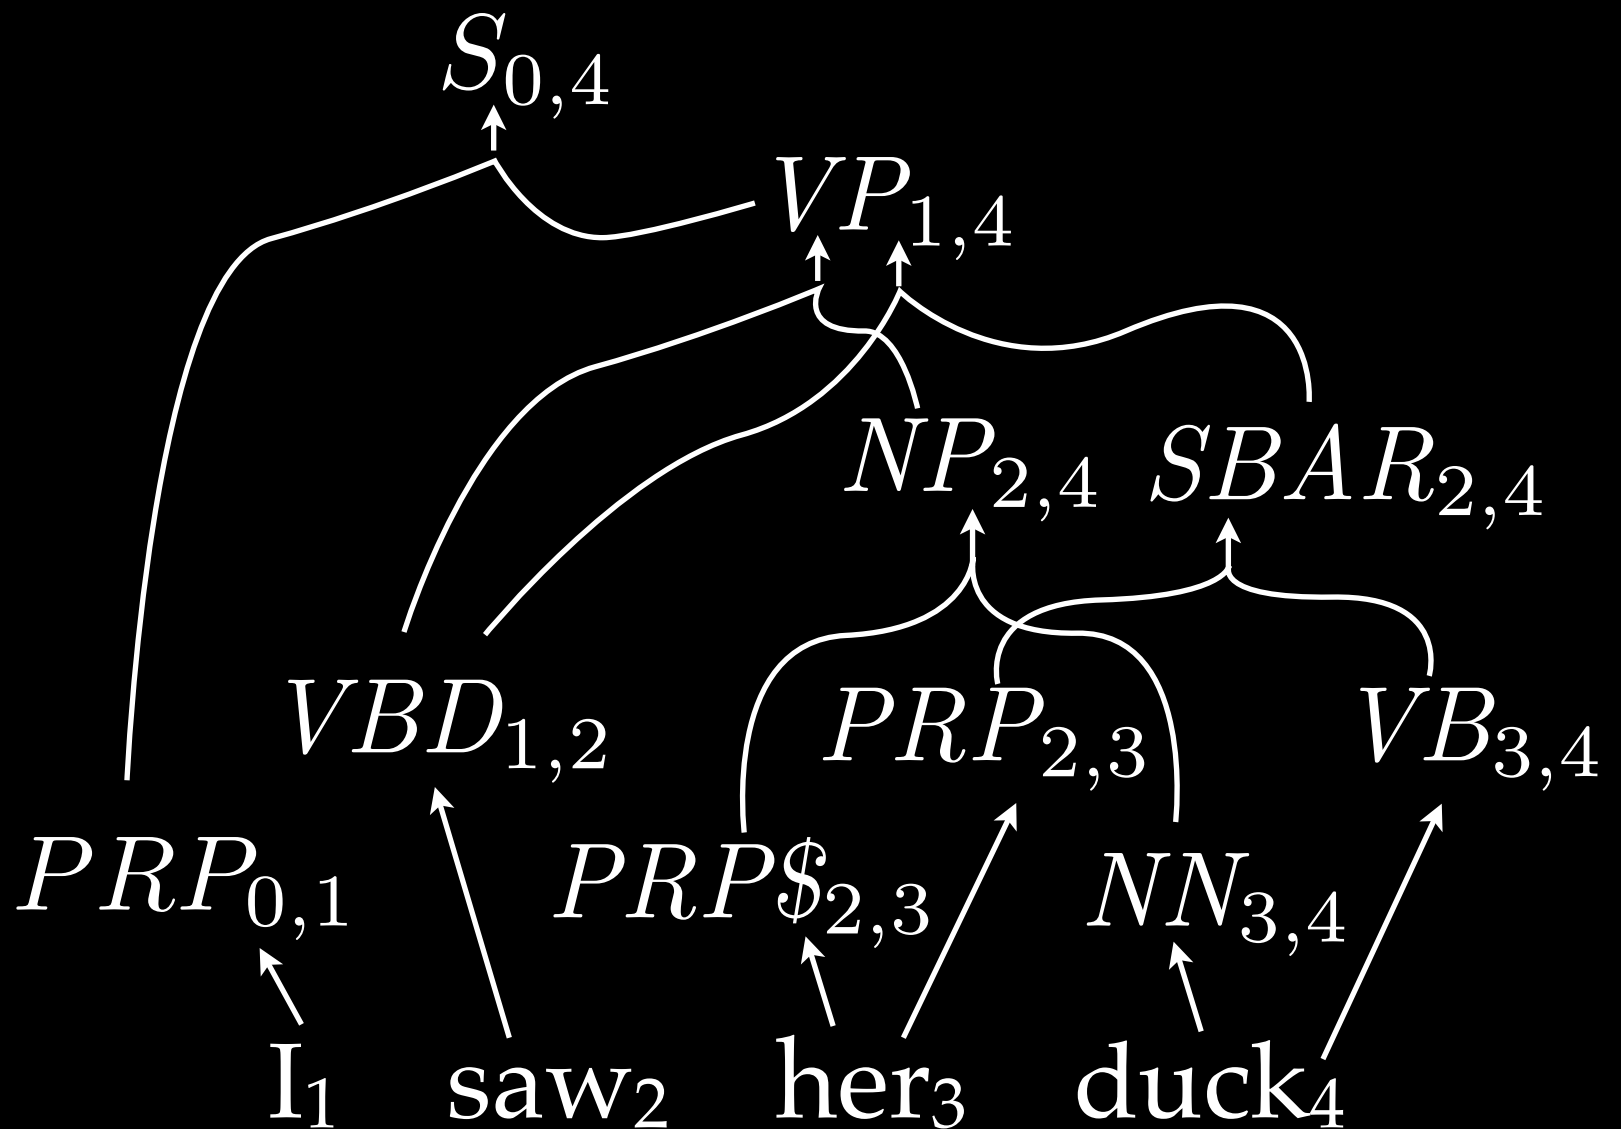 S0,4
VP1,4
NP2,4 SBAR2,4
VBD1,2 PRP2,3 VB3,4
PRP0,1 PRP$2,3 NN3,4
I1 saw2 her3 duck4